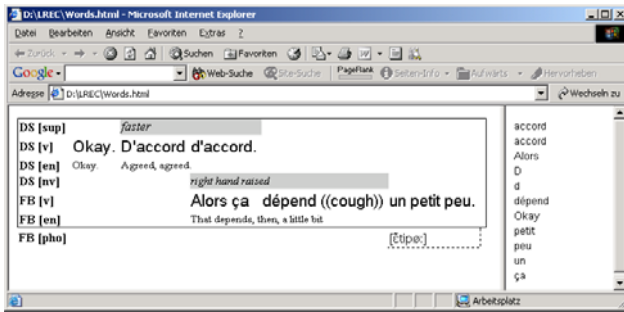 D:\LREC\Words.html - Microsoft Internet Explorer
Datei Bearbeiten Ansicht Favoriten Extras ?
Zurück Suchen Favoriten
Google Web-Suche Site-Suche PageRank Seiten-Info Aufwärts Hervorheben
Adresse D:\LREC\Words.html Wechseln zu
DS [sup] faster
DS [v] Okay. D'accord d'accord.
DS [en] Okay. Agreed, agreed.
DS [nv] right hand raised
FB [v] Alors ça dépend ((cough)) un petit peu.
FB [en] That depends, then, a little bit
FB [pho] [ɛ̃tipø:]
accord
accord
Alors
D
d
dépend
Okay
petit
peu
un
ça
Arbeitsplatz